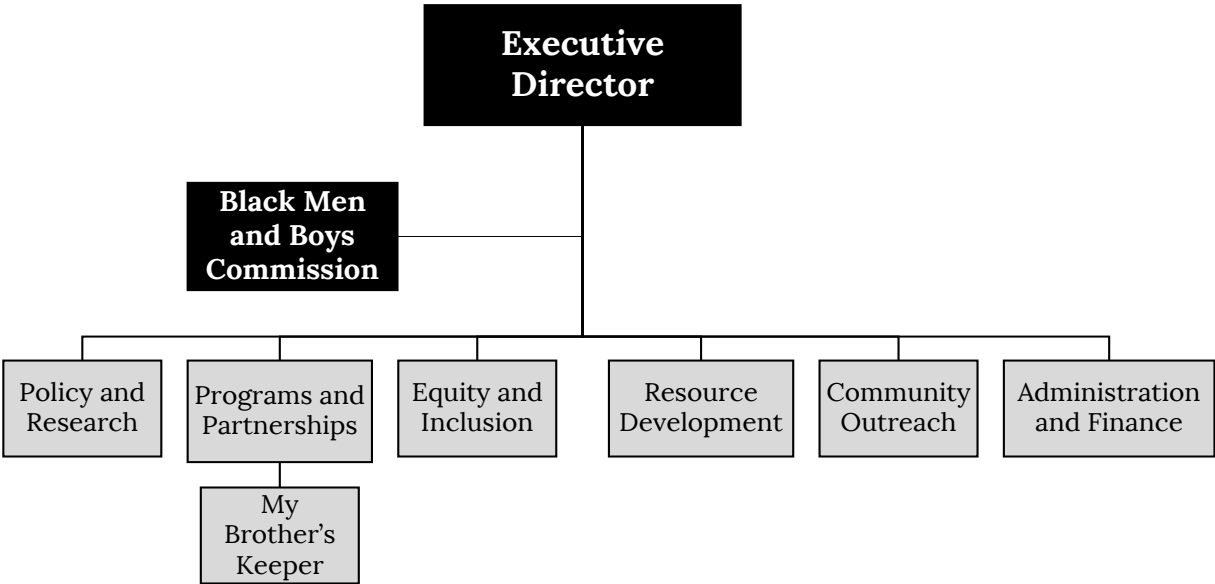 Executive
Director
Black Men
and Boys
Commission
Policy and
Research
Programs and
Partnerships
Equity and
Inclusion
Resource
Development
Community
Outreach
Administration
and Finance
My
Brother’s
Keeper